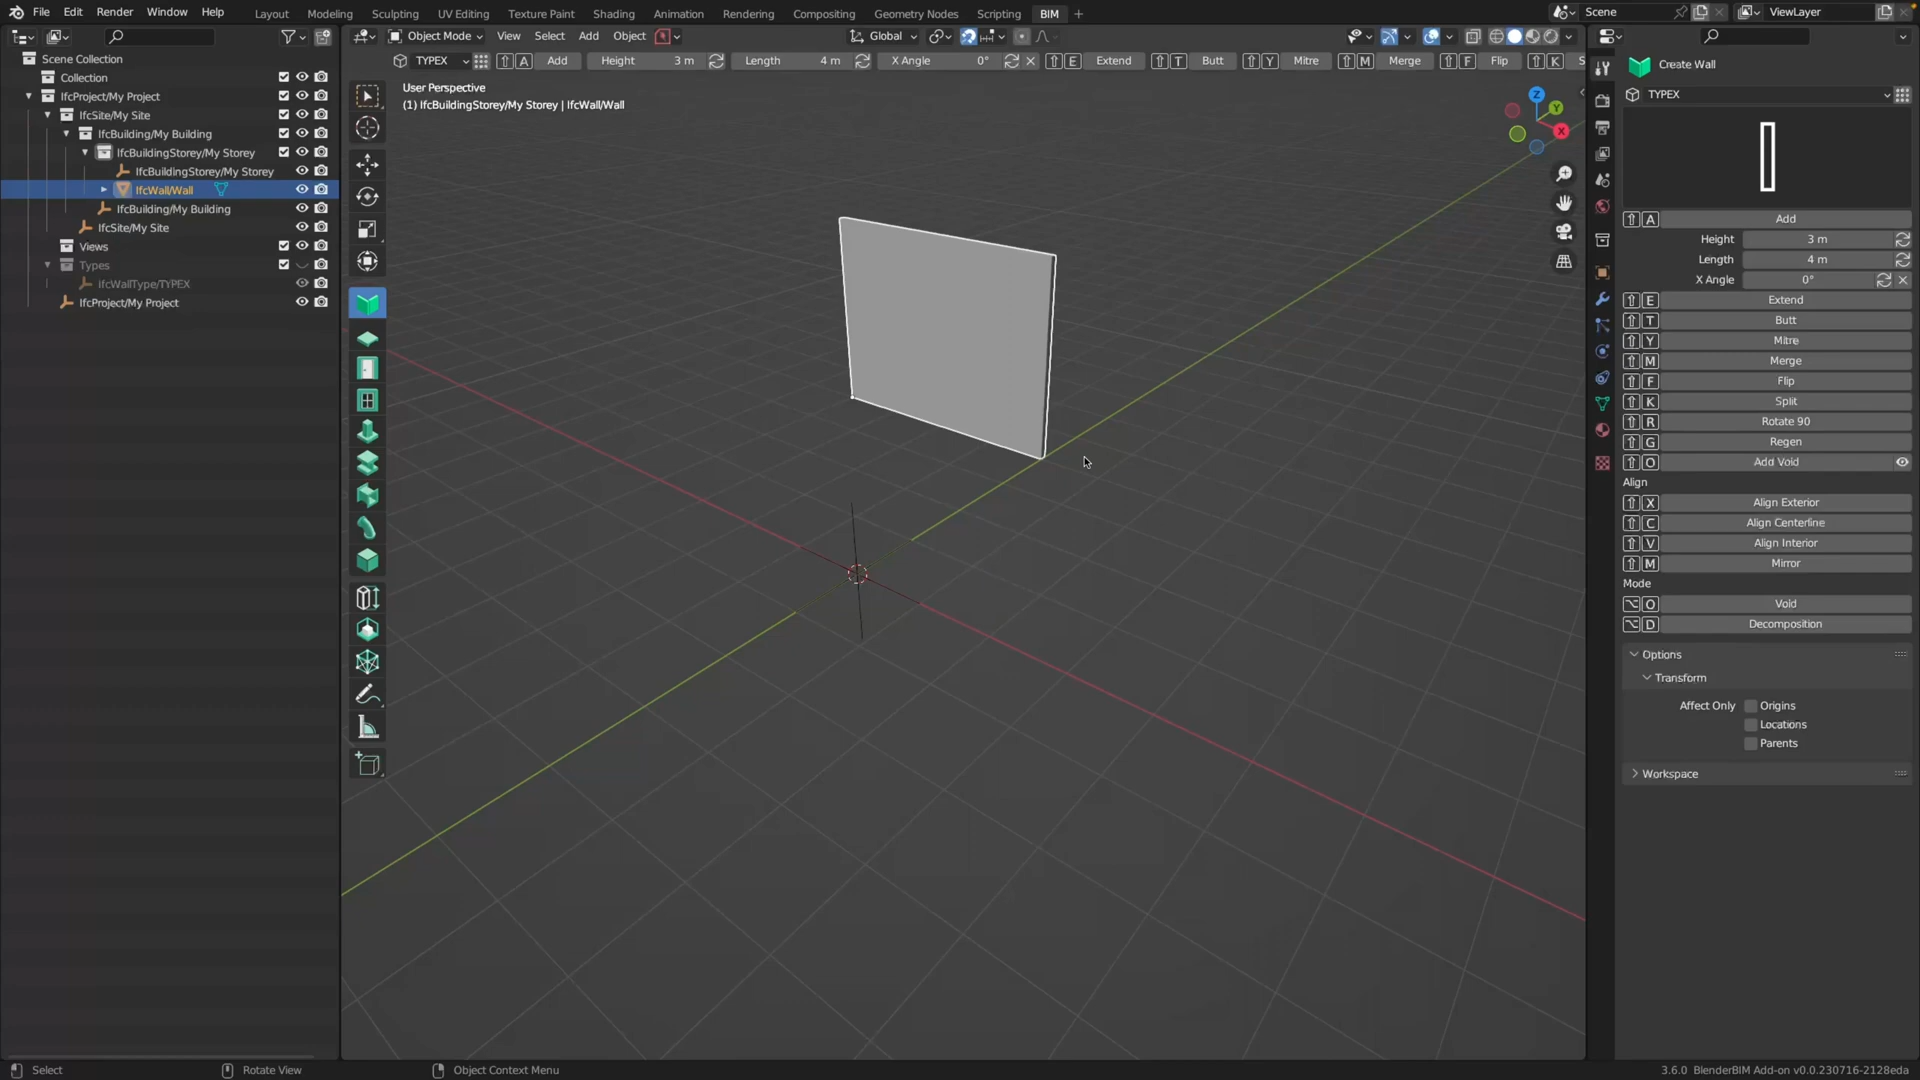 File Edit Render Window Help Layout Modeling Sculpting UV Editing Texture Paint Shading Animation Rendering Compositing Geometry Nodes Scripting BIM + Scene ViewLayer
Object Mode View Select Add Object Global
TYPEX A Add Height 3 m Length 4 m X Angle 0° E Extend T Butt Y Mitre M Merge F Flip K S
User Perspective
(1) IfcBuildingStorey/My Storey | IfcWall/Wall
Scene Collection
Collection
IfcProject/My Project
IfcSite/My Site
IfcBuilding/My Building
IfcBuildingStorey/My Storey
IfcBuildingStorey/My Storey
IfcWall/Wall
IfcBuilding/My Building
IfcSite/My Site
Views
Types
IfcWallType/TYPEX
IfcProject/My Project
Z
Y
X
Create Wall
TYPEX
A Add
Height 3 m
Length 4 m
X Angle 0°
E Extend
T Butt
Y Mitre
M Merge
F Flip
K Split
R Rotate 90
G Regen
O Add Void
Align
X Align Exterior
C Align Centerline
V Align Interior
M Mirror
Mode
O Void
D Decomposition
Options
Transform
Affect Only Origins
Locations
Parents
Workspace
Select Rotate View Object Context Menu 3.6.0 BlenderBIM Add-on v0.0.230716-2128eda